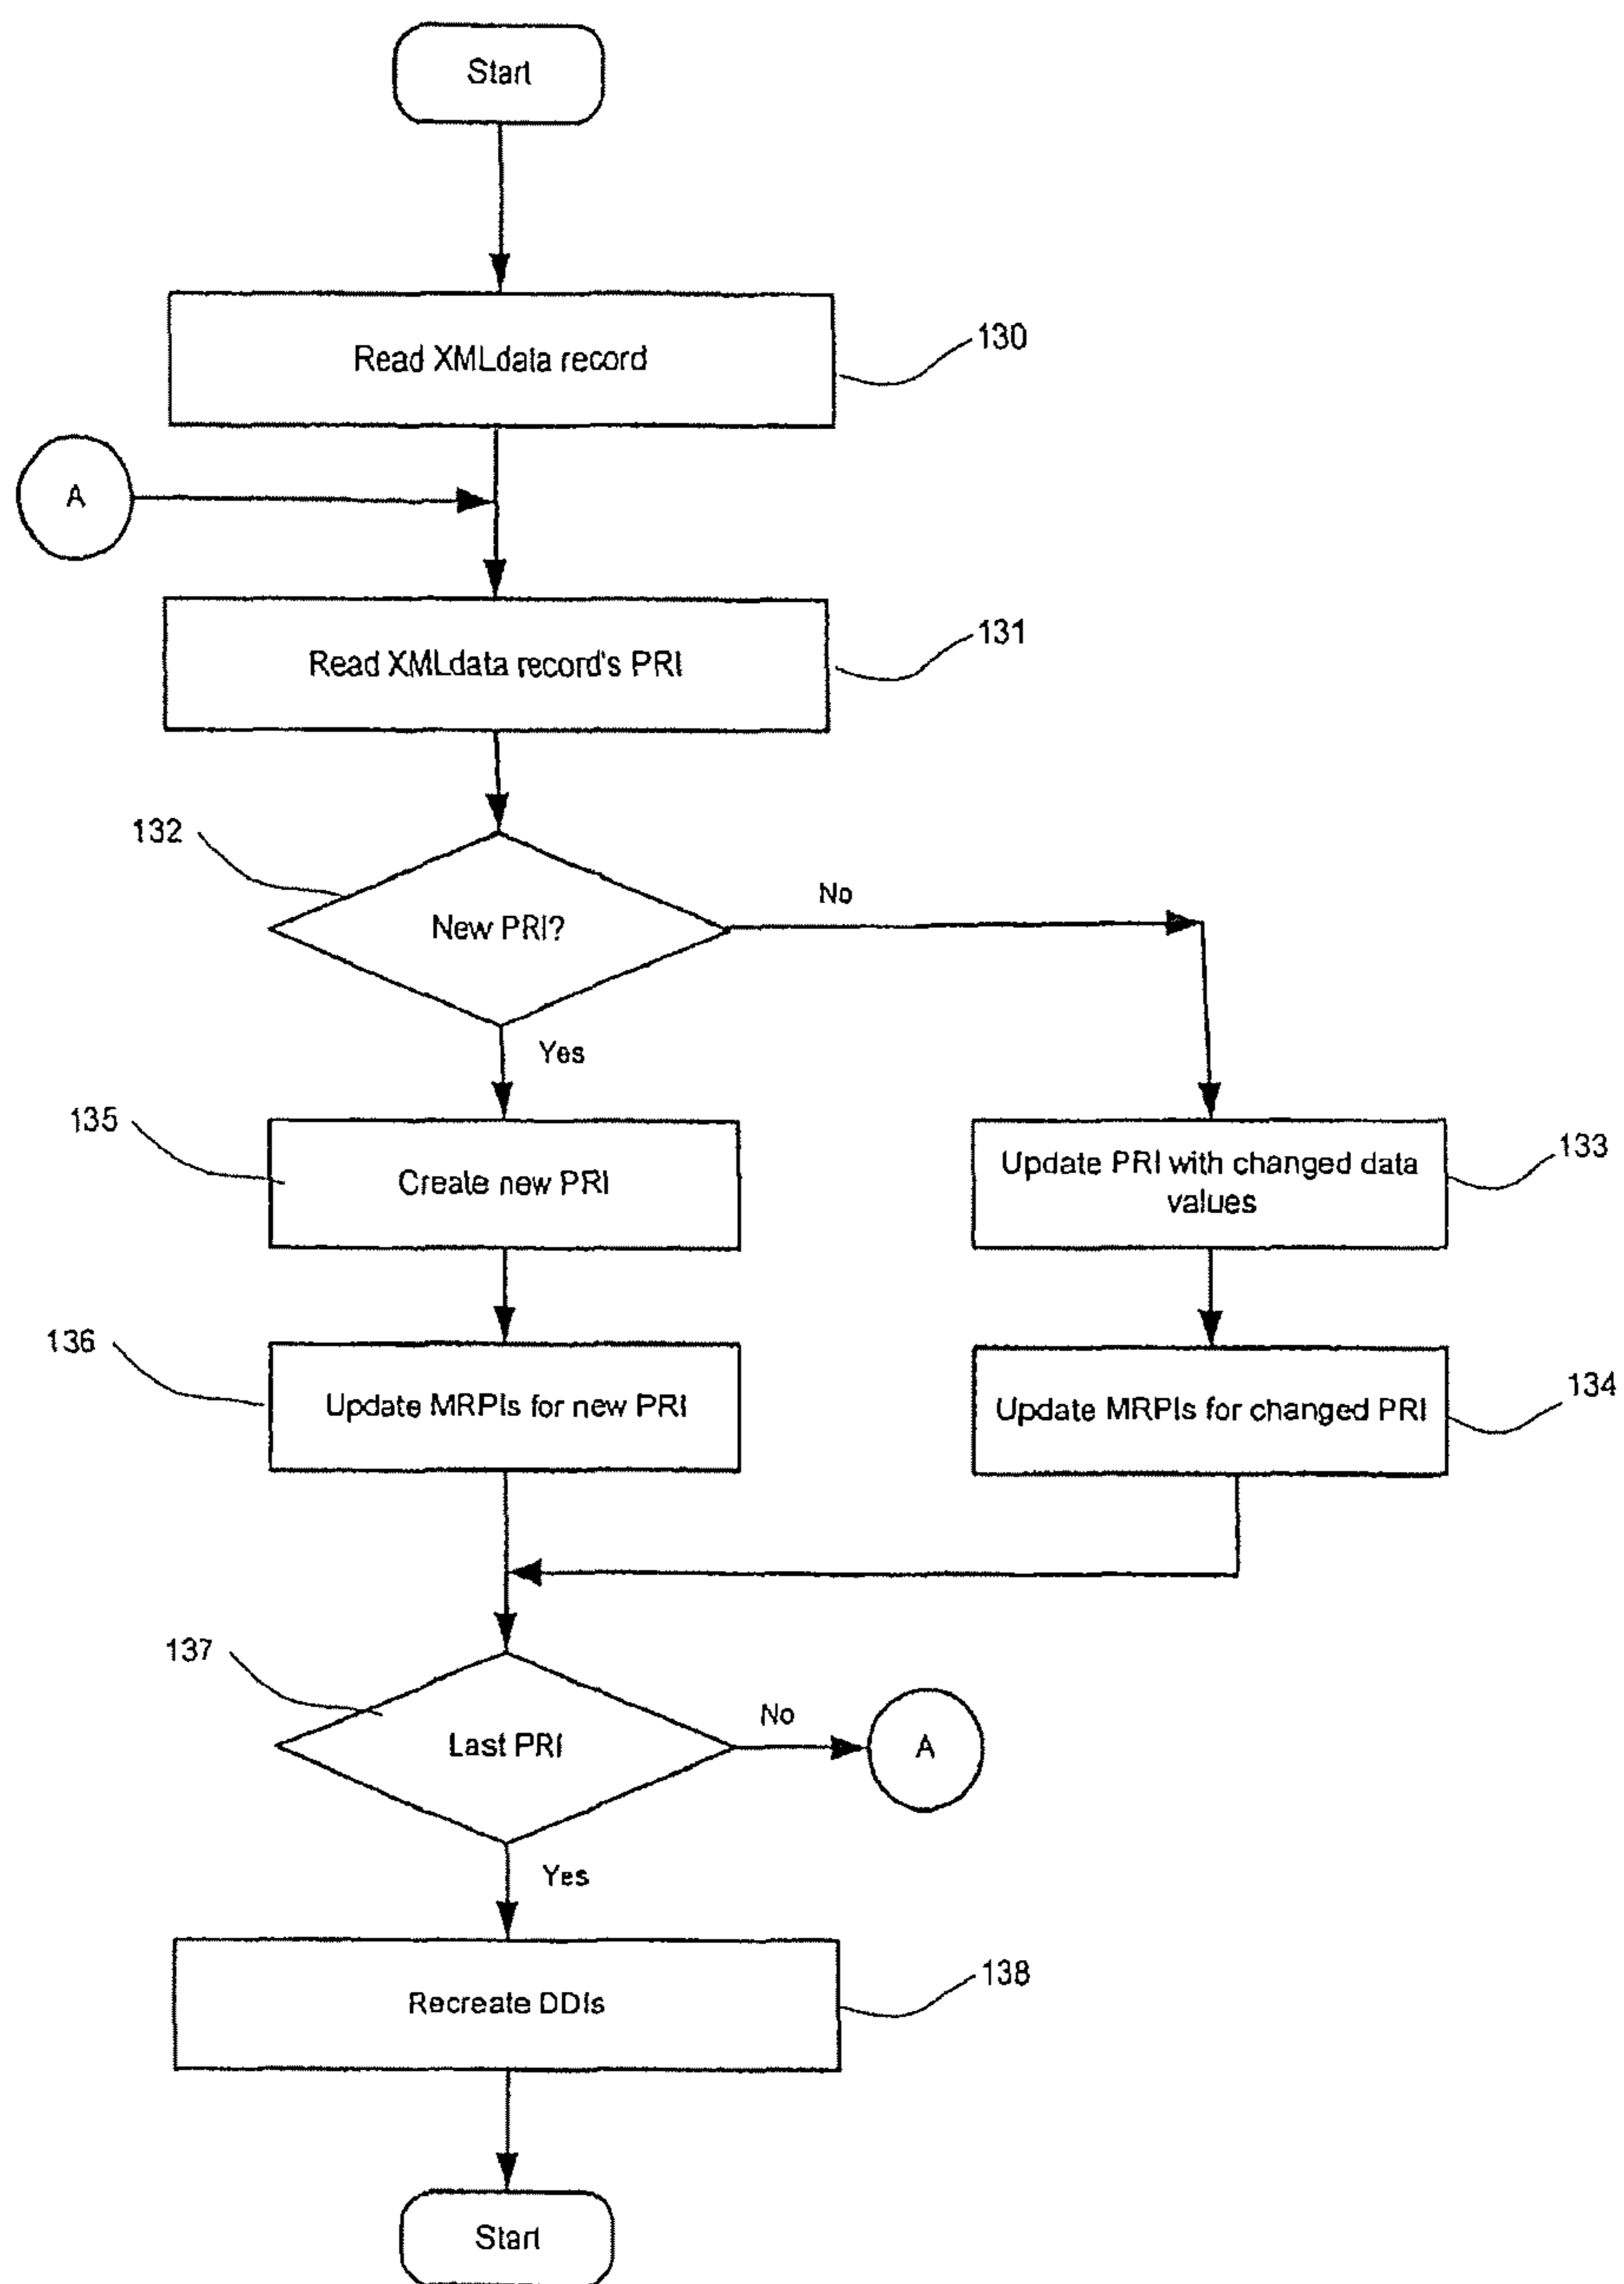 Start
Read XMLdata record
130
A
Read XMLdata record's PRI
131
132
New PRI?
No
Yes
135
Create new PRI
Update PRI with changed data
values
133
136
Update MRPIs for new PRI
Update MRPIs for changed PRI
134
137
Last PRI
No
A
Yes
Recreate DDIs
138
Start